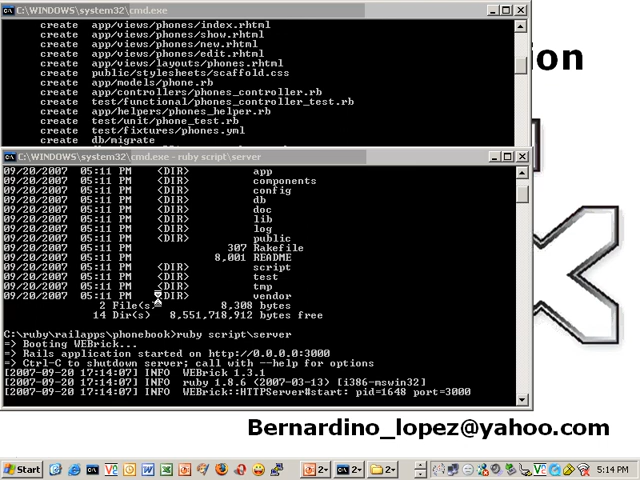 C:\WINDOWS\system32\cmd.exe
create app/views/phones/index.rhtml
create app/views/phones/show.rhtml
create app/views/phones/new.rhtml
create app/views/phones/edit.rhtml
create app/views/layouts/phones.rhtml
create public/stylesheets/scaffold.css
create app/models/phone.rb
create app/controllers/phones_controller.rb
create test/functional/phones_controller_test.rb
create app/helpers/phones_helper.rb
create test/unit/phone_test.rb
create test/fixtures/phones.yml
create db/migrate
ion
C:\WINDOWS\system32\cmd.exe - ruby script\server
09/20/2007 05:11 PM <DIR> app
09/20/2007 05:11 PM <DIR> components
09/20/2007 05:11 PM <DIR> config
09/20/2007 05:11 PM <DIR> db
09/20/2007 05:11 PM <DIR> doc
09/20/2007 05:11 PM <DIR> lib
09/20/2007 05:11 PM <DIR> log
09/20/2007 05:11 PM <DIR> public
09/20/2007 05:11 PM 307 Rakefile
09/20/2007 05:11 PM 8,001 README
09/20/2007 05:11 PM <DIR> script
09/20/2007 05:11 PM <DIR> test
09/20/2007 05:11 PM <DIR> tmp
09/20/2007 05:11 PM <DIR> vendor
2 File(s) 8,308 bytes
14 Dir(s) 8,551,718,912 bytes free
C:\ruby\railapps\phonebook>ruby script\server
=> Booting WEBrick...
=> Rails application started on http://0.0.0.0:3000
=> Ctrl-C to shutdown server; call with --help for options
[2007-09-20 17:14:07] INFO WEBrick 1.3.1
[2007-09-20 17:14:07] INFO ruby 1.8.6 (2007-03-13) [i386-mswin32]
[2007-09-20 17:14:07] INFO WEBrick::HTTPServer#start: pid=1648 port=3000
Bernardino_lopez@yahoo.com
Start
2
2
2
5:14 PM